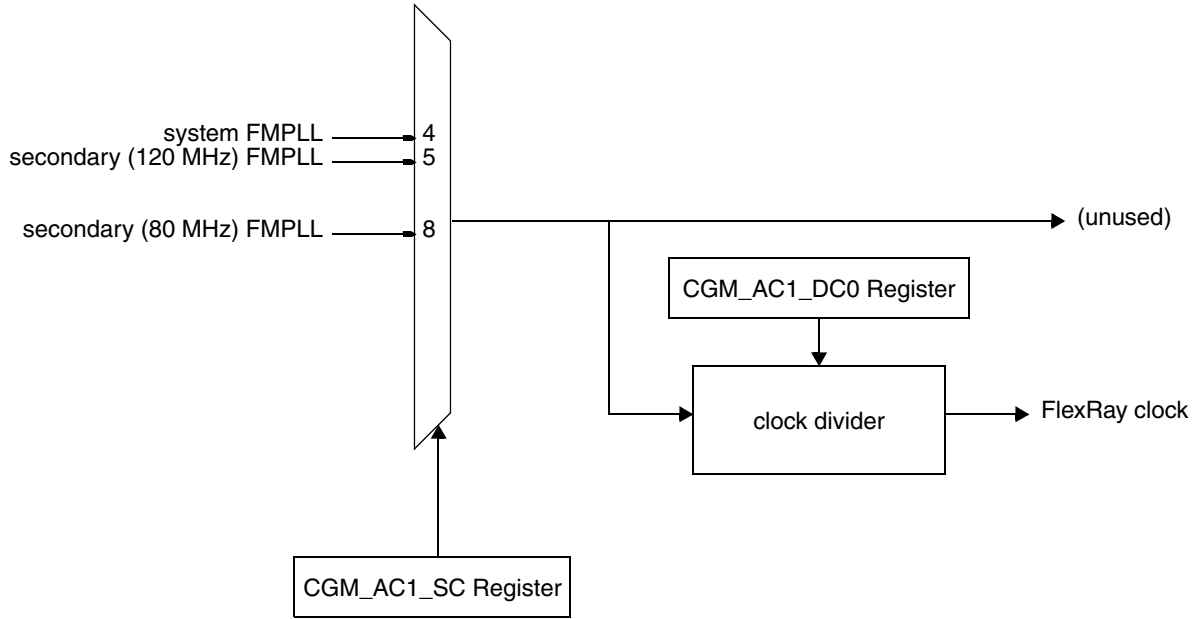 system FMPLL 4
secondary (120 MHz) FMPLL 5
secondary (80 MHz) FMPLL 8
(unused)
CGM_AC1_DC0 Register
clock divider
FlexRay clock
CGM_AC1_SC Register